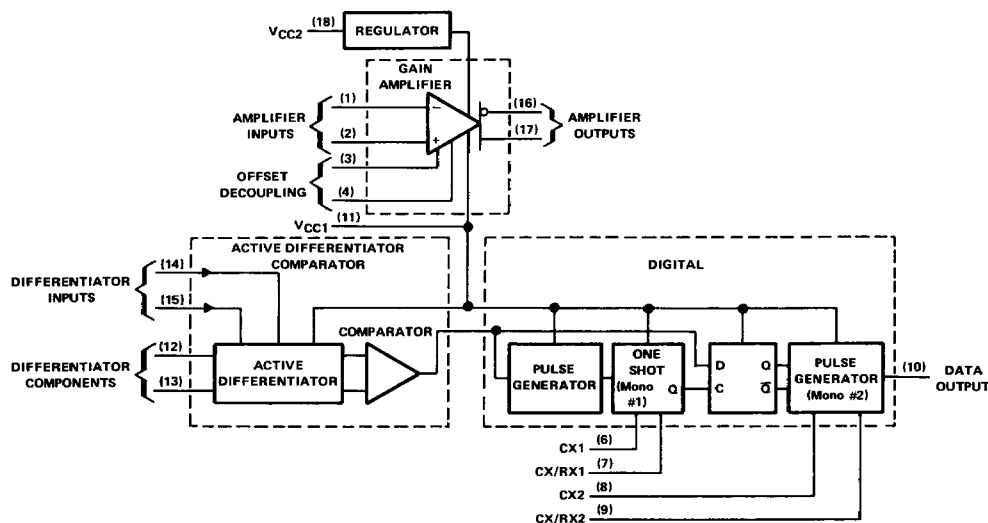 VCC2
(18)
REGULATOR
GAIN
AMPLIFIER
AMPLIFIER
INPUTS
(1)
(2)
−
+
(16)
(17)
AMPLIFIER
OUTPUTS
OFFSET
DECOUPLING
(3)
(4)
VCC1
(11)
ACTIVE DIFFERENTIATOR
COMPARATOR
DIGITAL
DIFFERENTIATOR
INPUTS
(14)
(15)
DIFFERENTIATOR
COMPONENTS
(12)
(13)
ACTIVE
DIFFERENTIATOR
COMPARATOR
PULSE
GENERATOR
ONE
SHOT
(Mono
#1)
Q
D
C
Q
Q̅
PULSE
GENERATOR
(Mono #2)
(10)
DATA
OUTPUT
CX1
(6)
CX/RX1
(7)
CX2
(8)
CX/RX2
(9)